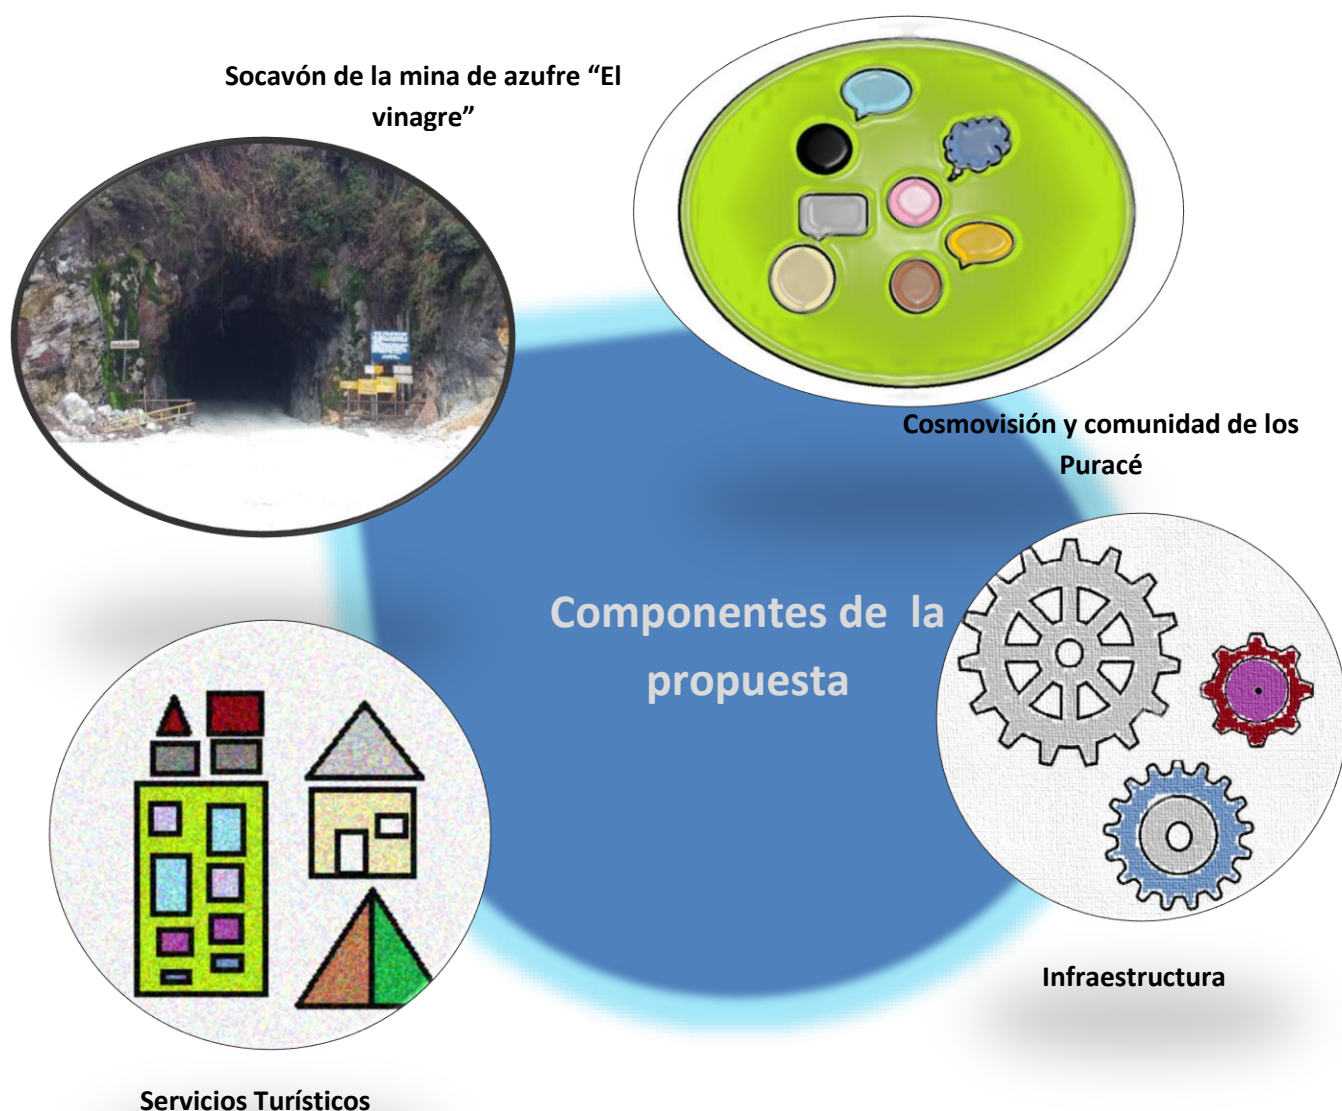 Socavón de la mina de azufre “El
vinagre”
Cosmovisión y comunidad de los
Puracé
Componentes de la
propuesta
Infraestructura
Servicios Turísticos